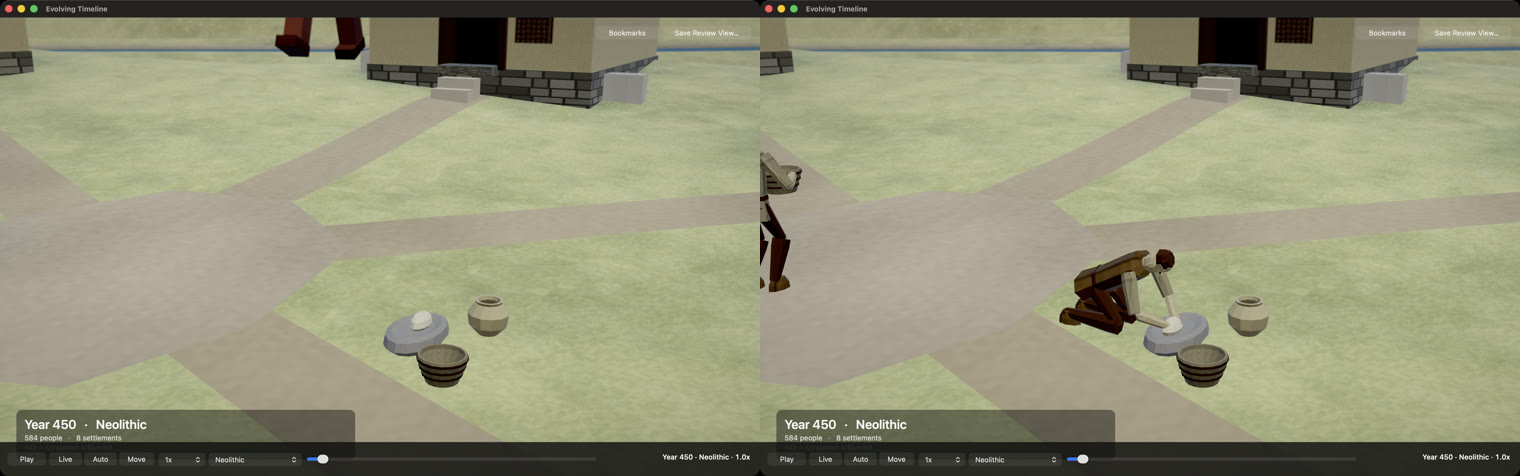 Evolving Timeline
Bookmarks
Save Review View...
Year 450 · Neolithic
584 people · 8 settlements
Play
Live
Auto
Move
1x
Neolithic
Year 450 · Neolithic · 1.0x
Evolving Timeline
Bookmarks
Save Review View...
Year 450 · Neolithic
584 people · 8 settlements
Play
Live
Auto
Move
1x
Neolithic
Year 450 · Neolithic · 1.0x